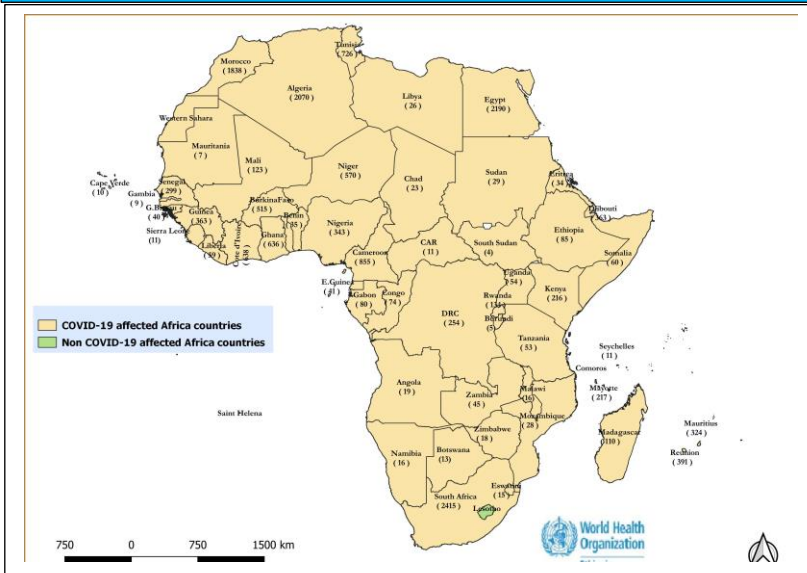 Tunisia
( 726 )
Morocco
( 1838 )
Algeria
( 2070 )
Libya
( 26 )
Egypt
( 2190 )
Western Sahara
Mauritania
( 7 )
Mali
( 123 )
Niger
( 570 )
Chad
( 23 )
Sudan
( 29 )
Eritrea
( 34 )
Cape Verde
( 10 )
Senegal
( 299 )
Gambia
( 9 )
Guinea
( 363 )
Sierra Leone
(11)
Liberia
( 59 )
BurkinaFaso
( 515 )
Ghana
( 636 )
Benin
( 35 )
Nigeria
( 343 )
Cameroon
( 855 )
CAR
( 11 )
South Sudan
(4)
Ethiopia
( 85 )
Djibouti
Somalia
( 60 )
E.Guinea
Gabon
( 80 )
Congo
( 74 )
DRC
( 254 )
Uganda
( 54 )
Rwanda
Burundi
(5)
Kenya
( 216 )
Tanzania
( 53 )
Seychelles
( 11 )
Comoros
Mayotte
( 217 )
COVID-19 affected Africa countries
Non COVID-19 affected Africa countries
Saint Helena
Angola
( 19 )
Zambia
( 45 )
Malawi
Mozambique
( 28 )
Zimbabwe
( 18 )
Madagascar
Mauritius
( 324 )
Reunion
( 391 )
Namibia
( 16 )
Botswana
(13)
Eswatini
( 15 )
South Africa
( 2415 )
Lesotho
World Health
Organization
750 0 750 1500 km